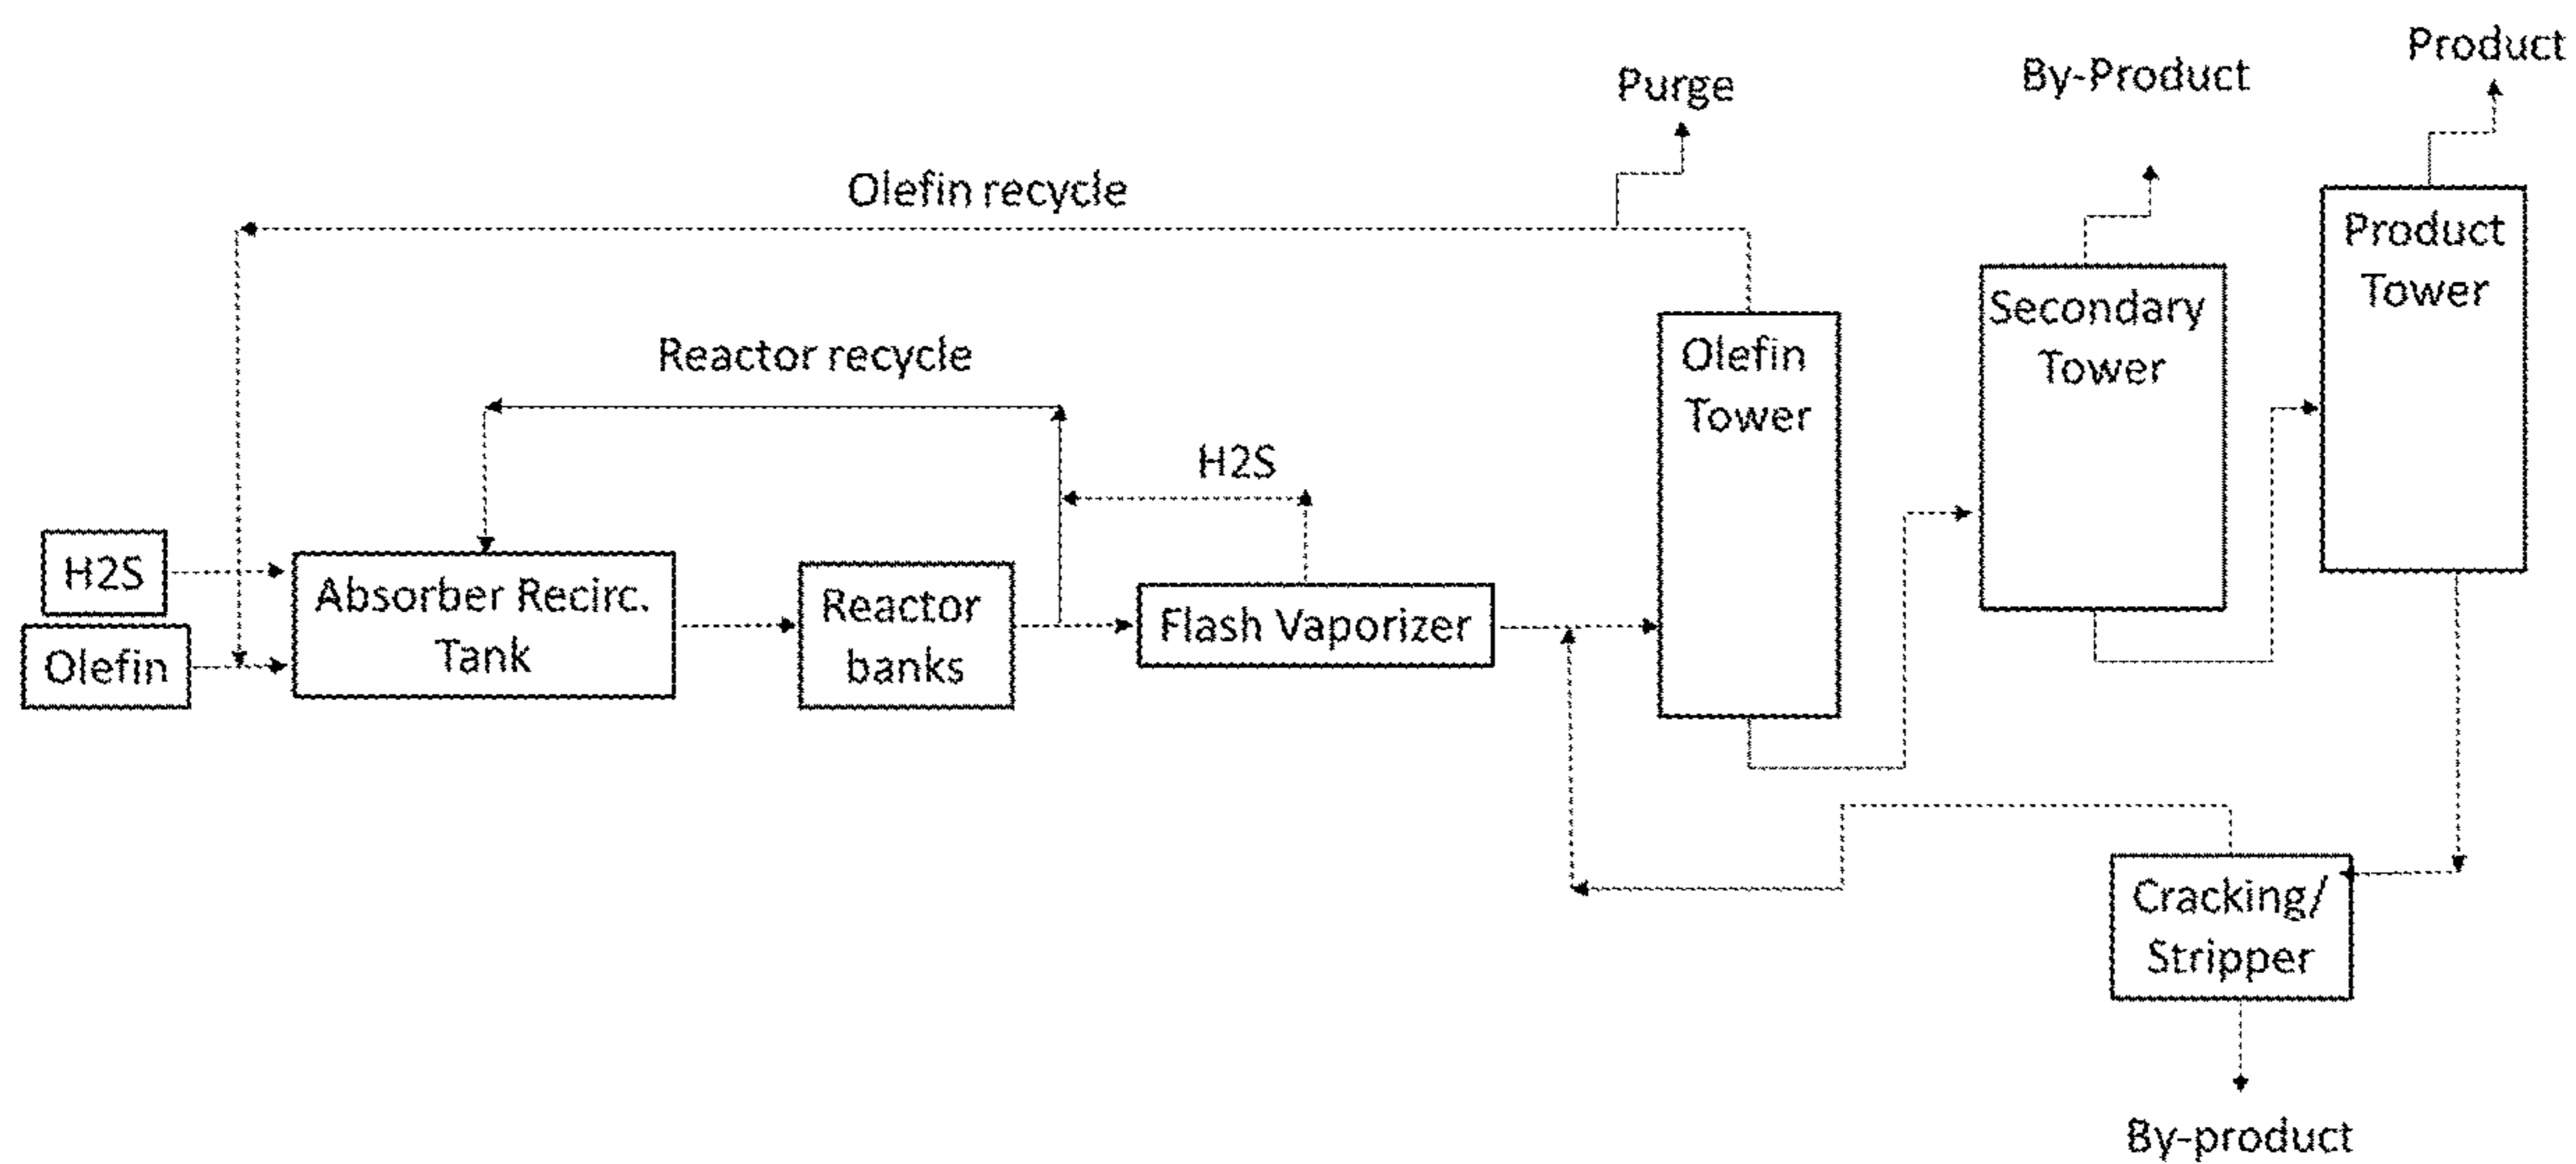 Product
By-Product
Purge
Olefin recycle
Product
Tower
Secondary
Tower
Olefin
Tower
Reactor recycle
H2S
H2S
Olefin
Absorber Recirc.
Tank
Reactor
banks
Flash Vaporizer
Cracking/
Stripper
By-product